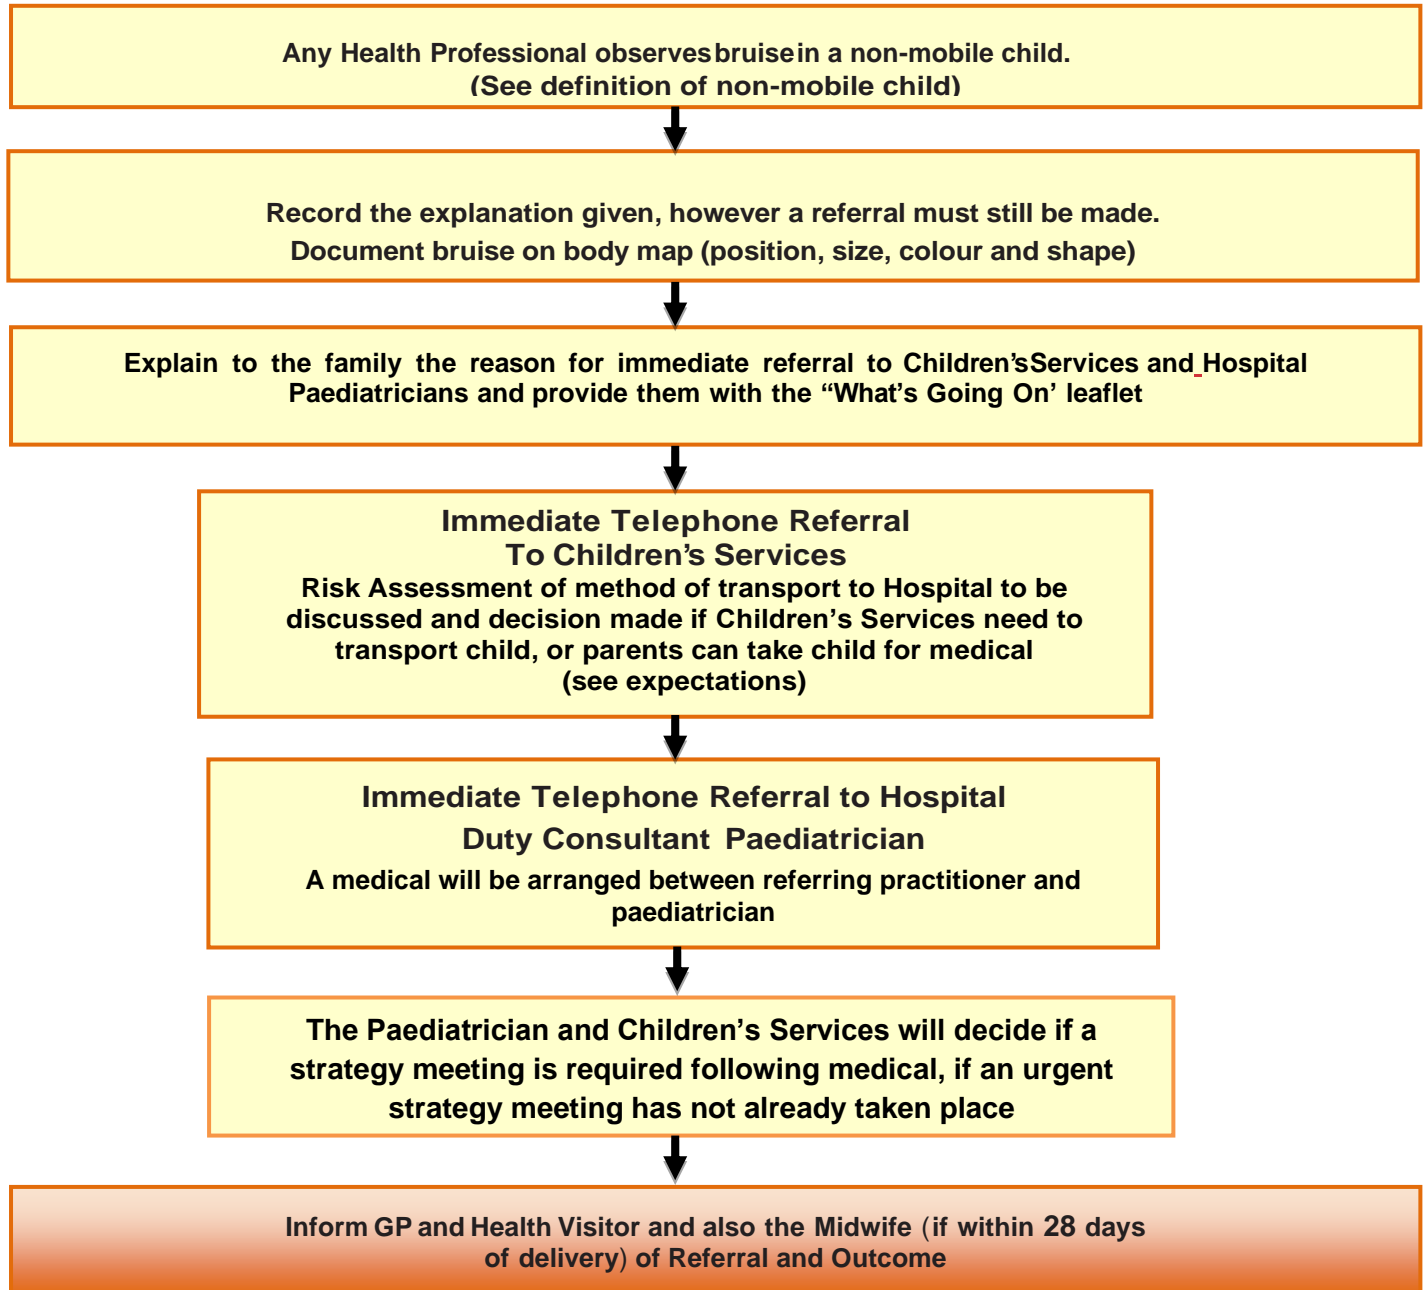 Any Health Professional observes bruise in a non-mobile child.
(See definition of non-mobile child)
Record the explanation given, however a referral must still be made.
Document bruise on body map (position, size, colour and shape)
Explain to the family the reason for immediate referral to Children's Services and Hospital
Paediatricians and provide them with the “What's Going On’ leaflet
Immediate Telephone Referral
To Children's Services
Risk Assessment of method of transport to Hospital to be
discussed and decision made if Children's Services need to
transport child, or parents can take child for medical
(see expectations)
Immediate Telephone Referral to Hospital
Duty Consultant Paediatrician
A medical will be arranged between referring practitioner and
paediatrician
The Paediatrician and Children's Services will decide if a
strategy meeting is required following medical, if an urgent
strategy meeting has not already taken place
Inform GP and Health Visitor and also the Midwife (if within 28 days
of delivery) of Referral and Outcome